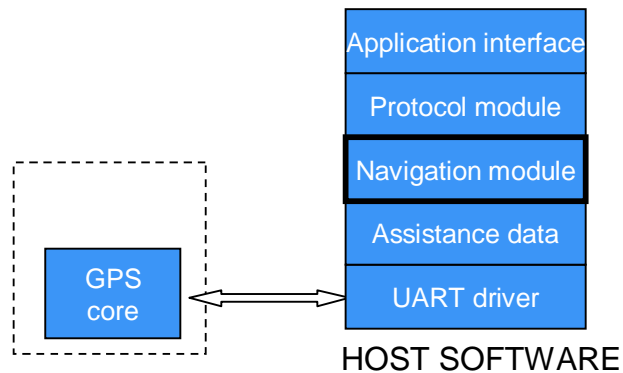 Application interface
Protocol module
Navigation module
Assistance data
GPS
core
UART driver
HOST SOFTWARE